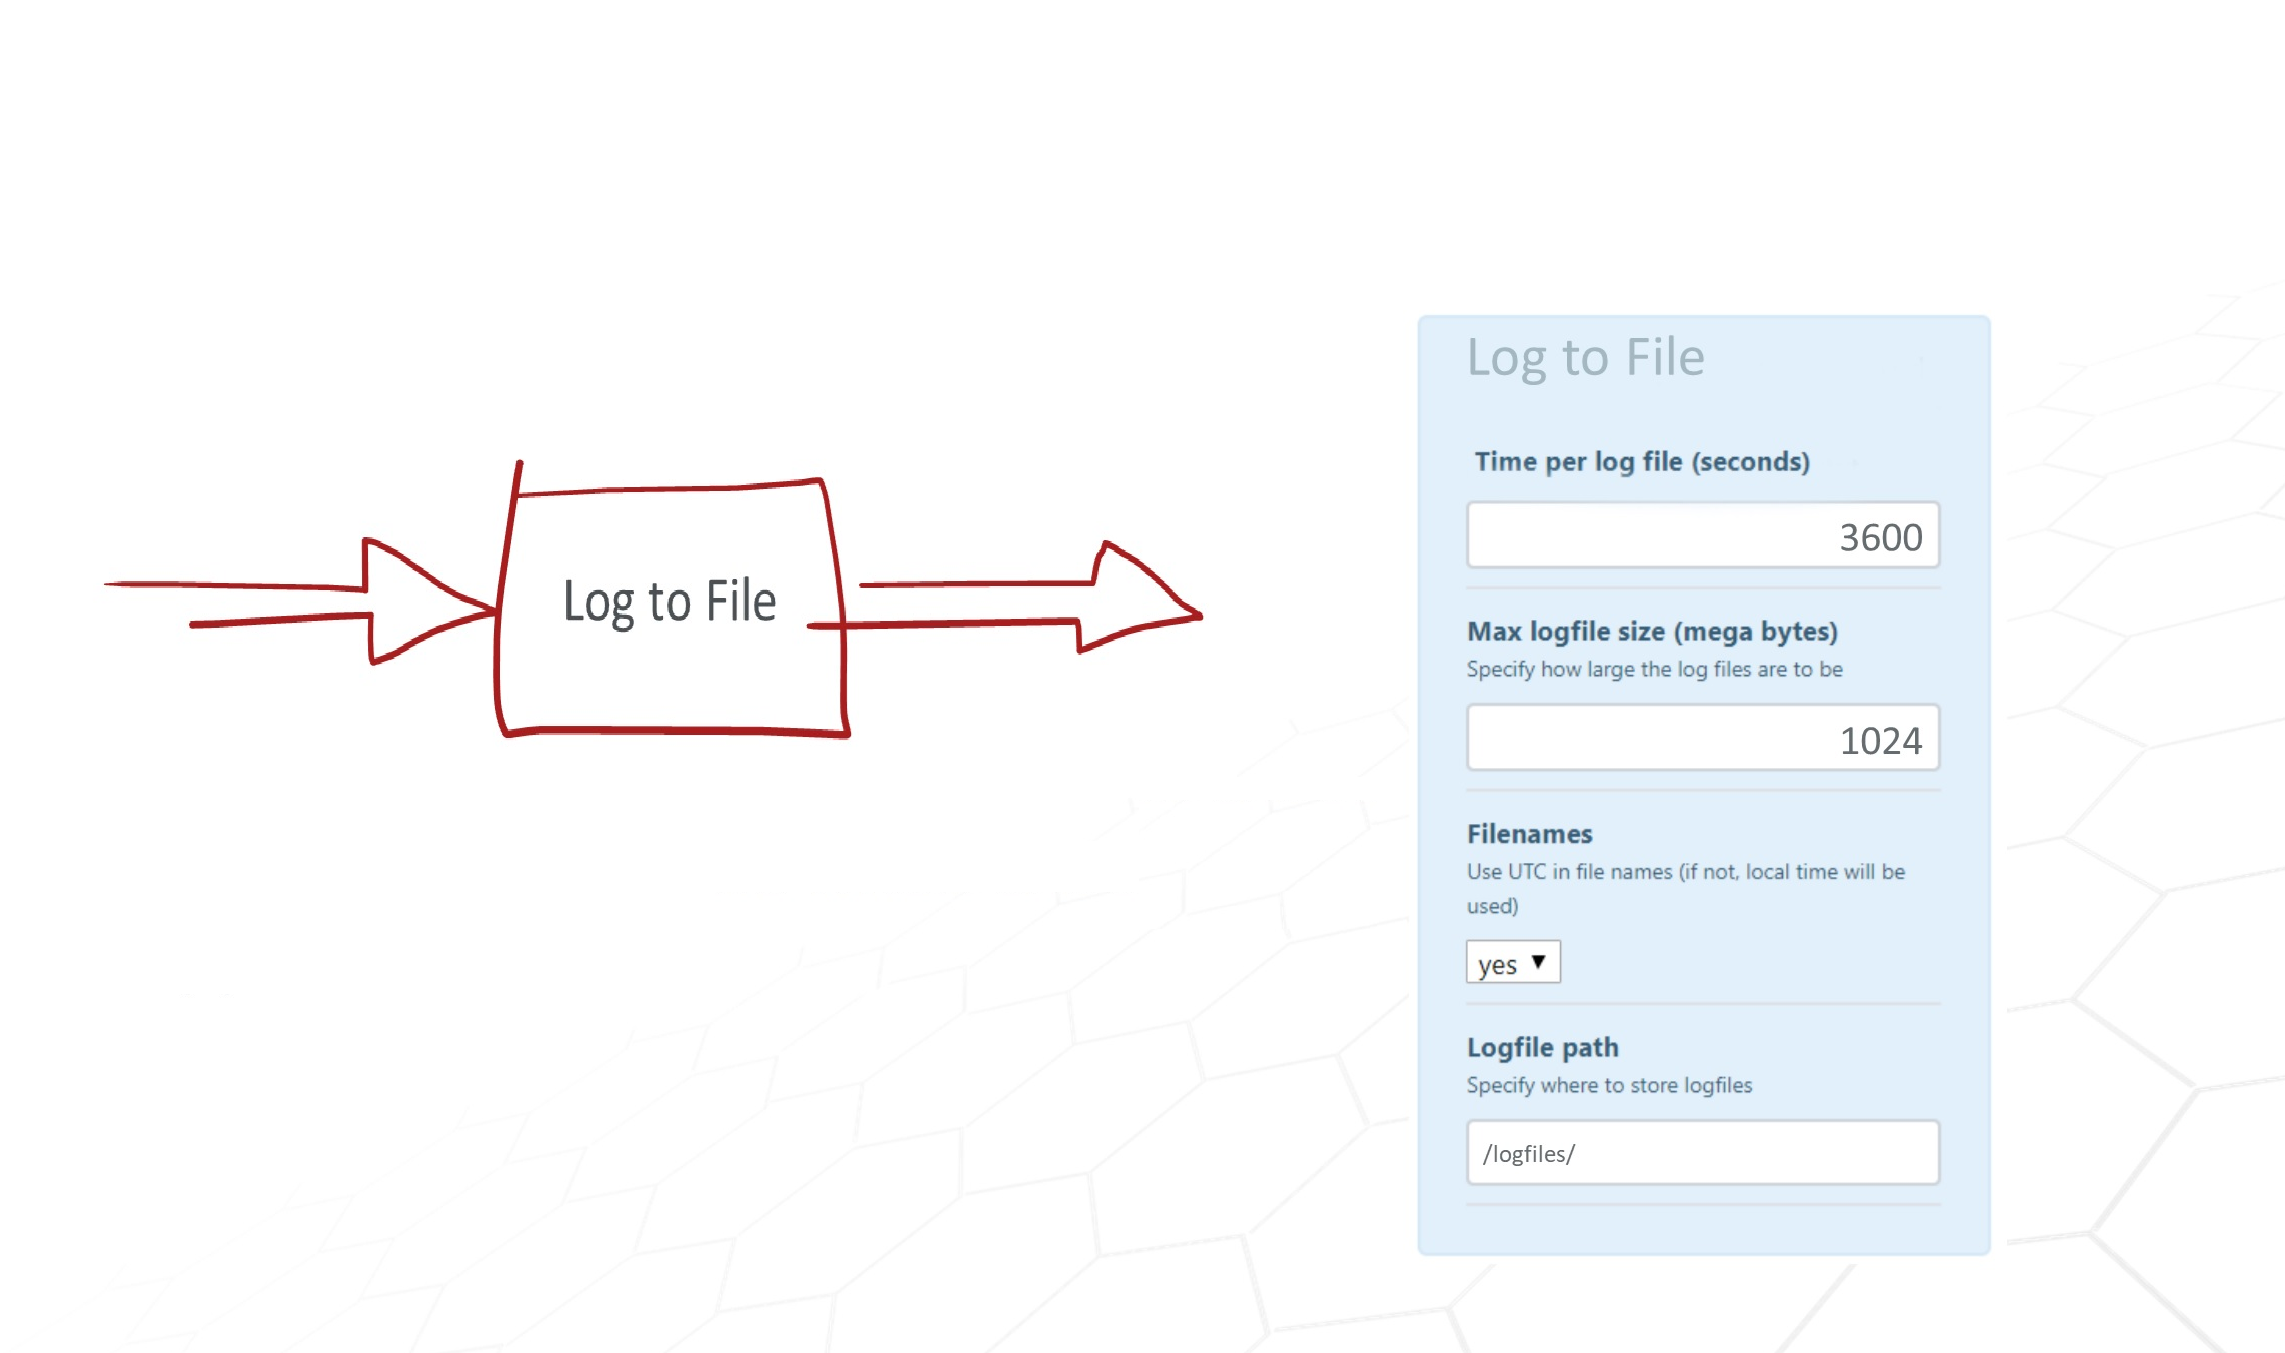 Log to File
Log to File
Time per log file (seconds)
3600
Max logfile size (mega bytes)
Specify how large the log files are to be
1024
Filenames
Use UTC in file names (if not, local time will be
used)
yes
Logfile path
Specify where to store logfiles
/logfiles/